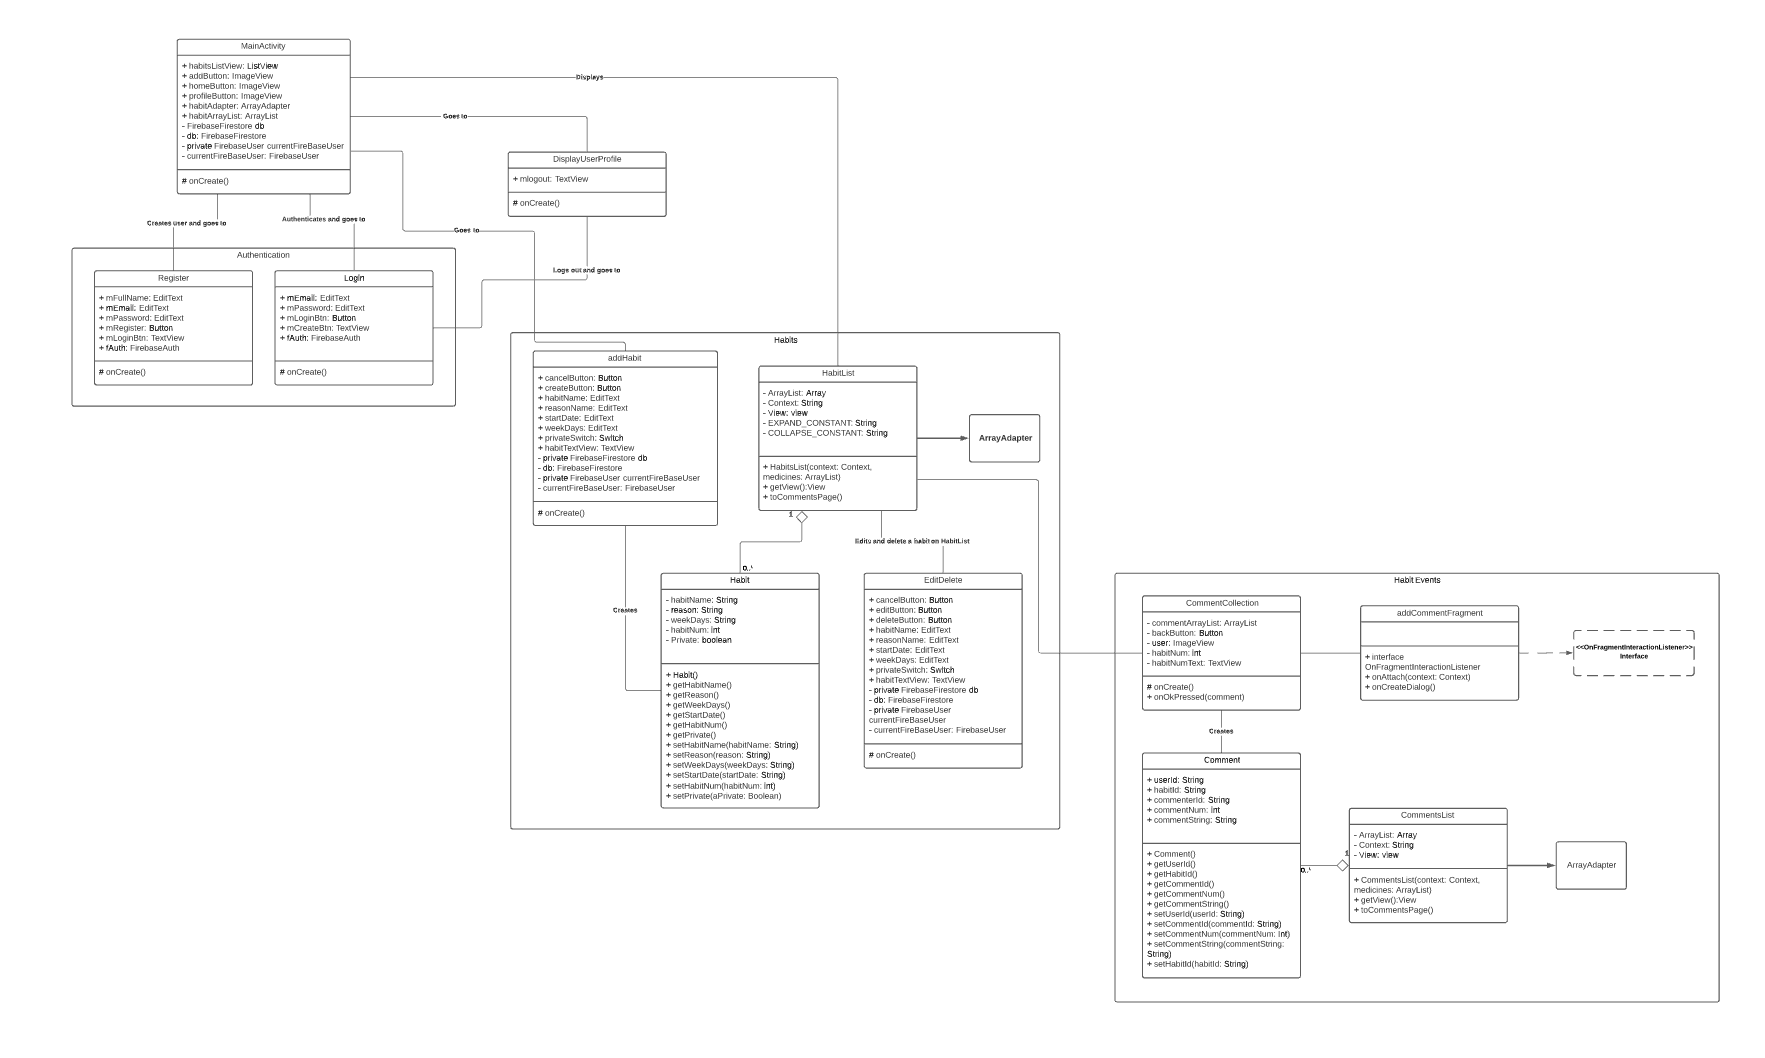 MainActivity
+ habitsListView: ListView
+ addButton: ImageView
+ homeButton: ImageView
+ profileButton: ImageView
+ habitAdapter: ArrayAdapter
+ habitArrayList: ArrayList
- FirebaseFirestore db
- db: FirebaseFirestore
- private FirebaseUser currentFireBaseUser
- currentFireBaseUser: FirebaseUser
# onCreate()
Displays
Goes to
DisplayUserProfile
+ mlogout: TextView
# onCreate()
Creates user and goes to
Authenticates and goes to
Goes to
Logs out and goes to
Authentication
Register
+ mFullName: EditText
+ mEmail: EditText
+ mPassword: EditText
+ mRegister: Button
+ mLoginBtn: TextView
+ fAuth: FirebaseAuth
# onCreate()
Login
+ mEmail: EditText
+ mPassword: EditText
+ mLoginBtn: Button
+ mCreateBtn: TextView
+ fAuth: FirebaseAuth
# onCreate()
Habits
addHabit
+ cancelButton: Button
+ createButton: Button
+ habitName: EditText
+ reasonName: EditText
+ startDate: EditText
+ weekDays: EditText
+ privateSwitch: Switch
+ habitTextView: TextView
- private FirebaseFirestore db
- db: FirebaseFirestore
- private FirebaseUser currentFireBaseUser
- currentFireBaseUser: FirebaseUser
# onCreate()
HabitList
- ArrayList: Array
- Context: String
- View: view
- EXPAND_CONSTANT: String
- COLLAPSE_CONSTANT: String
+ HabitsList(context: Context,
medicines: ArrayList)
+ getView():View
+ toCommentsPage()
ArrayAdapter
1
0..*
Edits and delete a habit on HabitList
Creates
Habit
- habitName: String
- reason: String
- weekDays: String
- habitNum: Int
- Private: boolean
+ Habit()
+ getHabitName()
+ getReason()
+ getWeekDays()
+ getStartDate()
+ getHabitNum()
+ getPrivate()
+ setHabitName(habitName: String)
+ setReason(reason: String)
+ setWeekDays(weekDays: String)
+ setStartDate(startDate: String)
+ setHabitNum(habitNum: Int)
+ setPrivate(aPrivate: Boolean)
EditDelete
+ cancelButton: Button
+ editButton: Button
+ deleteButton: Button
+ habitName: EditText
+ reasonName: EditText
+ startDate: EditText
+ weekDays: EditText
+ privateSwitch: Switch
+ habitTextView: TextView
- private FirebaseFirestore db
- db: FirebaseFirestore
- private FirebaseUser
currentFireBaseUser
- currentFireBaseUser: FirebaseUser
# onCreate()
Habit Events
CommentCollection
- commentArrayList: ArrayList
- backButton: Button
- user: ImageView
- habitNum: Int
- habitNumText: TextView
# onCreate()
+ onOkPressed(comment)
addCommentFragment
+ interface
OnFragmentInteractionListener
+ onAttach(context: Context)
+ onCreateDialog()
<<OnFragmentInteractionListener>>
Interface
Creates
Comment
+ userId: String
+ habitId: String
+ commenterId: String
+ commentNum: Int
+ commentString: String
+ Comment()
+ getUserId()
+ getHabitId()
+ getCommentId()
+ getCommentNum()
+ getCommentString()
+ setUserId(userId: String)
+ setCommentId(commentId: String)
+ setCommentNum(commentNum: Int)
+ setCommentString(commentString:
String)
+ setHabitId(habitId: String)
0..*
1
CommentsList
- ArrayList: Array
- Context: String
- View: view
+ CommentsList(context: Context,
medicines: ArrayList)
+ getView():View
+ toCommentsPage()
ArrayAdapter